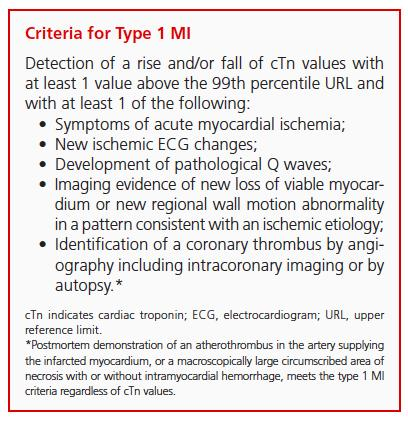 Criteria for Type 1 MI
Detection of a rise and/or fall of cTn values with
at least 1 value above the 99th percentile URL and
with at least 1 of the following:
• Symptoms of acute myocardial ischemia;
• New ischemic ECG changes;
• Development of pathological Q waves;
• Imaging evidence of new loss of viable myocar-
dium or new regional wall motion abnormality
in a pattern consistent with an ischemic etiology;
• Identification of a coronary thrombus by angi-
ography including intracoronary imaging or by
autopsy.*
cTn indicates cardiac troponin; ECG, electrocardiogram; URL, upper
reference limit.
*Postmortem demonstration of an atherothrombus in the artery supplying
the infarcted myocardium, or a macroscopically large circumscribed area of
necrosis with or without intramyocardial hemorrhage, meets the type 1 MI
criteria regardless of cTn values.